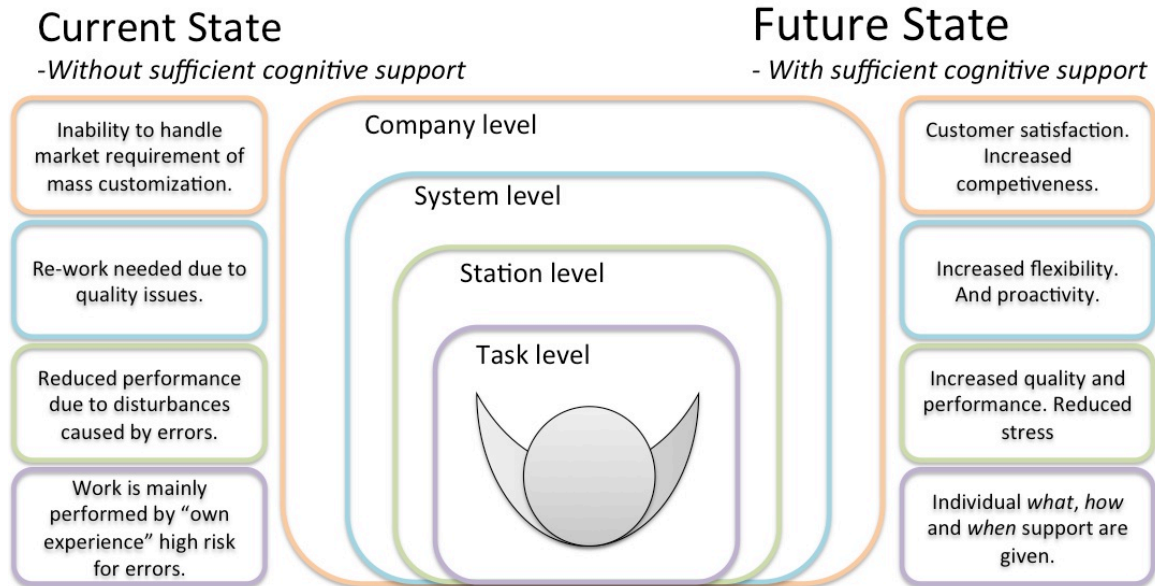 Current State
-Without sufficient cognitive support
Inability to handle
market requirement of
mass customization.
Re-work needed due to
quality issues.
Reduced performance
due to disturbances
caused by errors.
Work is mainly
performed by “own
experience” high risk
for errors.
Company level
System level
Station level
Task level
Future State
- With sufficient cognitive support
Customer satisfaction.
Increased
competiveness.
Increased flexibility.
And proactivity.
Increased quality and
performance. Reduced
stress
Individual what, how
and when support are
given.